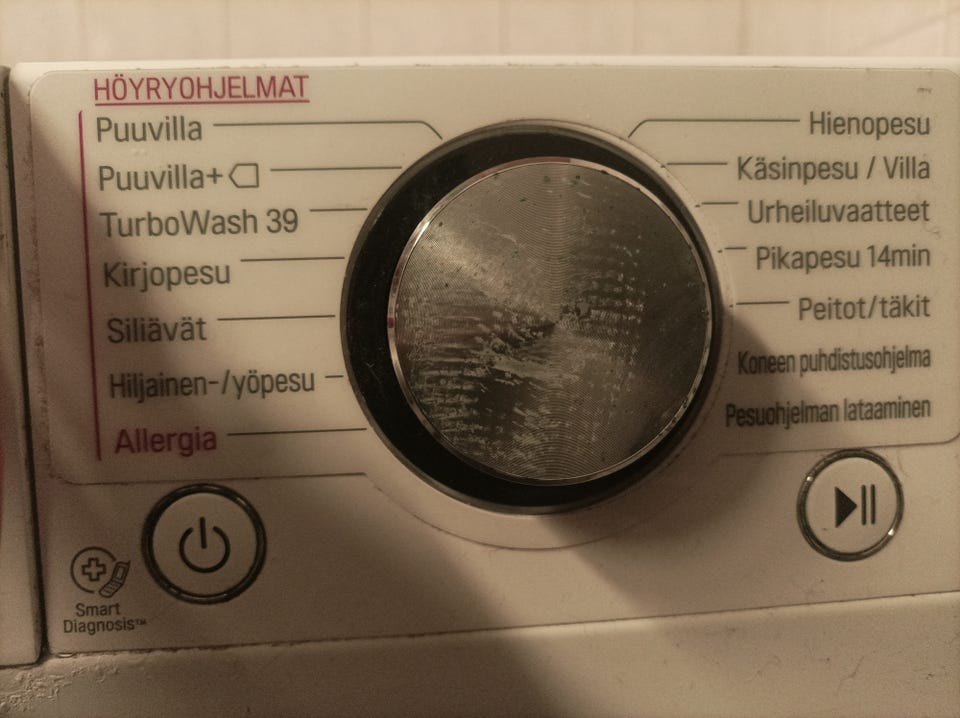 HÖYRYOHJELMAT
Puuvilla
Puuvilla+
TurboWash 39
Kirjopesu
Siliävät
Hiljainen-/yöpesu
Allergia
Hienopesu
Käsinpesu / Villa
Urheiluvaatteet
Pikapesu 14min
Peitot/täkit
Koneen puhdistusohjelma
Pesuohjelman lataaminen
Smart
Diagnosis™